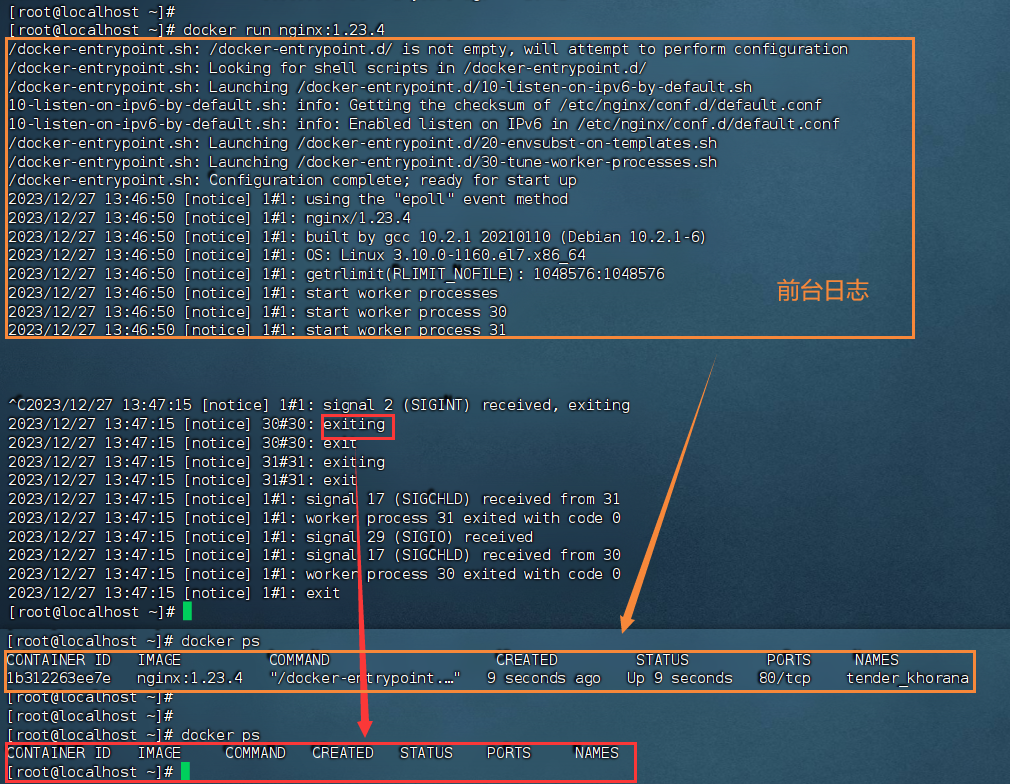 [root@localhost ~]#
[root@localhost ~]# docker run nginx:1.23.4
/docker-entrypoint.sh: /docker-entrypoint.d/ is not empty, will attempt to perform configuration
/docker-entrypoint.sh: Looking for shell scripts in /docker-entrypoint.d/
/docker-entrypoint.sh: Launching /docker-entrypoint.d/10-listen-on-ipv6-by-default.sh
10-listen-on-ipv6-by-default.sh: info: Getting the checksum of /etc/nginx/conf.d/default.conf
10-listen-on-ipv6-by-default.sh: info: Enabled listen on IPv6 in /etc/nginx/conf.d/default.conf
/docker-entrypoint.sh: Launching /docker-entrypoint.d/20-envsubst-on-templates.sh
/docker-entrypoint.sh: Launching /docker-entrypoint.d/30-tune-worker-processes.sh
/docker-entrypoint.sh: Configuration complete; ready for start up
2023/12/27 13:46:50 [notice] 1#1: using the "epoll" event method
2023/12/27 13:46:50 [notice] 1#1: nginx/1.23.4
2023/12/27 13:46:50 [notice] 1#1: built by gcc 10.2.1 20210110 (Debian 10.2.1-6)
2023/12/27 13:46:50 [notice] 1#1: OS: Linux 3.10.0-1160.el7.x86_64
2023/12/27 13:46:50 [notice] 1#1: getrlimit(RLIMIT_NOFILE): 1048576:1048576
2023/12/27 13:46:50 [notice] 1#1: start worker processes
2023/12/27 13:46:50 [notice] 1#1: start worker process 30
2023/12/27 13:46:50 [notice] 1#1: start worker process 31
前台日志
^C2023/12/27 13:47:15 [notice] 1#1: signal 2 (SIGINT) received, exiting
2023/12/27 13:47:15 [notice] 30#30: exiting
2023/12/27 13:47:15 [notice] 30#30: exit
2023/12/27 13:47:15 [notice] 31#31: exiting
2023/12/27 13:47:15 [notice] 31#31: exit
2023/12/27 13:47:15 [notice] 1#1: signal 17 (SIGCHLD) received from 31
2023/12/27 13:47:15 [notice] 1#1: worker process 31 exited with code 0
2023/12/27 13:47:15 [notice] 1#1: signal 29 (SIGIO) received
2023/12/27 13:47:15 [notice] 1#1: signal 17 (SIGCHLD) received from 30
2023/12/27 13:47:15 [notice] 1#1: worker process 30 exited with code 0
2023/12/27 13:47:15 [notice] 1#1: exit
[root@localhost ~]#
[root@localhost ~]# docker ps
CONTAINER ID   IMAGE          COMMAND                   CREATED         STATUS         PORTS     NAMES
1b312263ee7e   nginx:1.23.4   "/docker-entrypoint.…"   9 seconds ago   Up 9 seconds   80/tcp    tender_khorana
[root@localhost ~]#
[root@localhost ~]#
[root@localhost ~]# docker ps
CONTAINER ID   IMAGE     COMMAND   CREATED   STATUS    PORTS     NAMES
[root@localhost ~]#